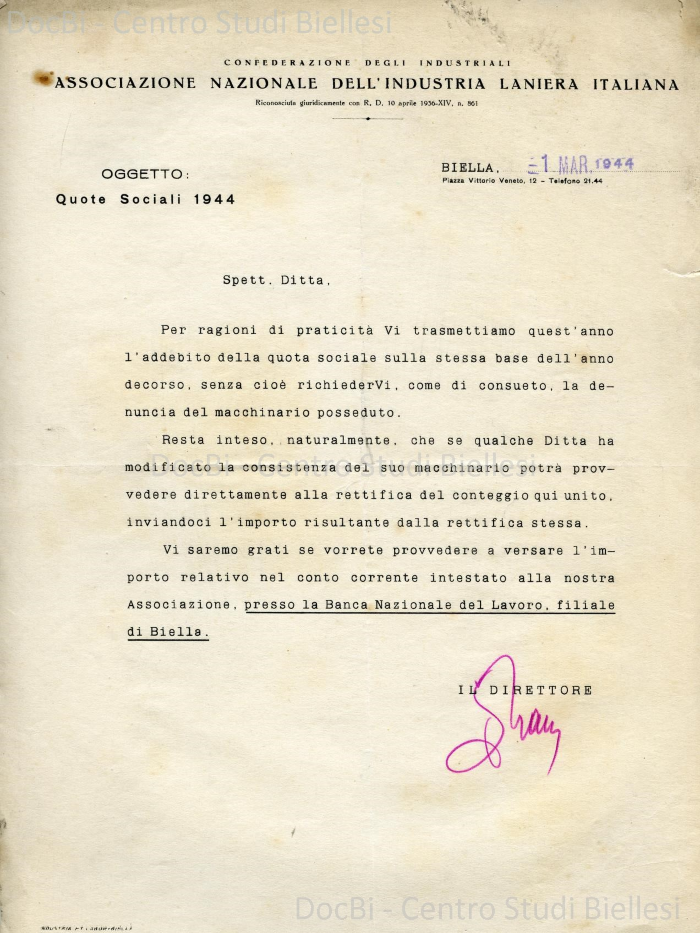 DocBi - Centro Studi Biellesi
CONFEDERAZIONE DEGLI INDUSTRIALI
ASSOCIAZIONE NAZIONALE DELL'INDUSTRIA LANIERA ITALIANA
Riconosciuta giuridicamente con R. D. 10 aprile 1936-XIV, n. 861
BIELLA, -1 MAR. 1944
Piazza Vittorio Veneto, 12 - Telefono 21.44
OGGETTO:
Quote Sociali 1944
Spett. Ditta,
Per ragioni di praticità Vi trasmettiamo quest'anno
l'addebito della quota sociale sulla stessa base dell'anno
decorso, senza cioè richiederVi, come di consueto, la de-
nuncia del macchinario posseduto.
Resta inteso, naturalmente, che se qualche Ditta ha
modificato la consistenza del suo macchinario potrà prov-
DocBi - Centro Studi Biellesi
vedere direttamente alla rettifica del conteggio qui unito,
inviandoci l'importo risultante dalla rettifica stessa.
Vi saremo grati se vorrete provvedere a versare l'im-
porto relativo nel conto corrente intestato alla nostra
Associazione, presso la Banca Nazionale del Lavoro, filiale
di Biella.
IL DIRETTORE
DocBi - Centro Studi Biellesi